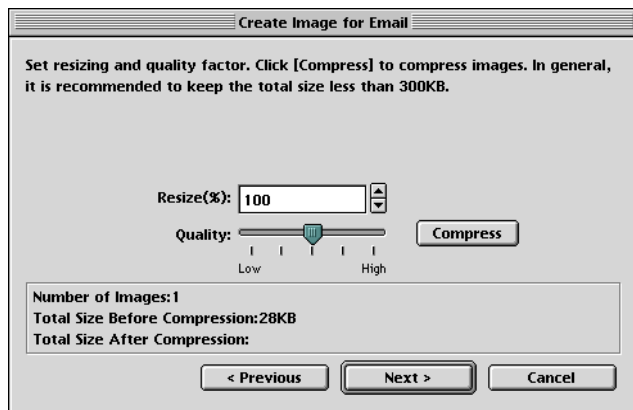 Create Image for Email
Set resizing and quality factor. Click [Compress] to compress images. In general,
it is recommended to keep the total size less than 300KB.
Resize(%): 100
Quality:
Compress
Low High
Number of Images:1
Total Size Before Compression:28KB
Total Size After Compression:
< Previous Next > Cancel